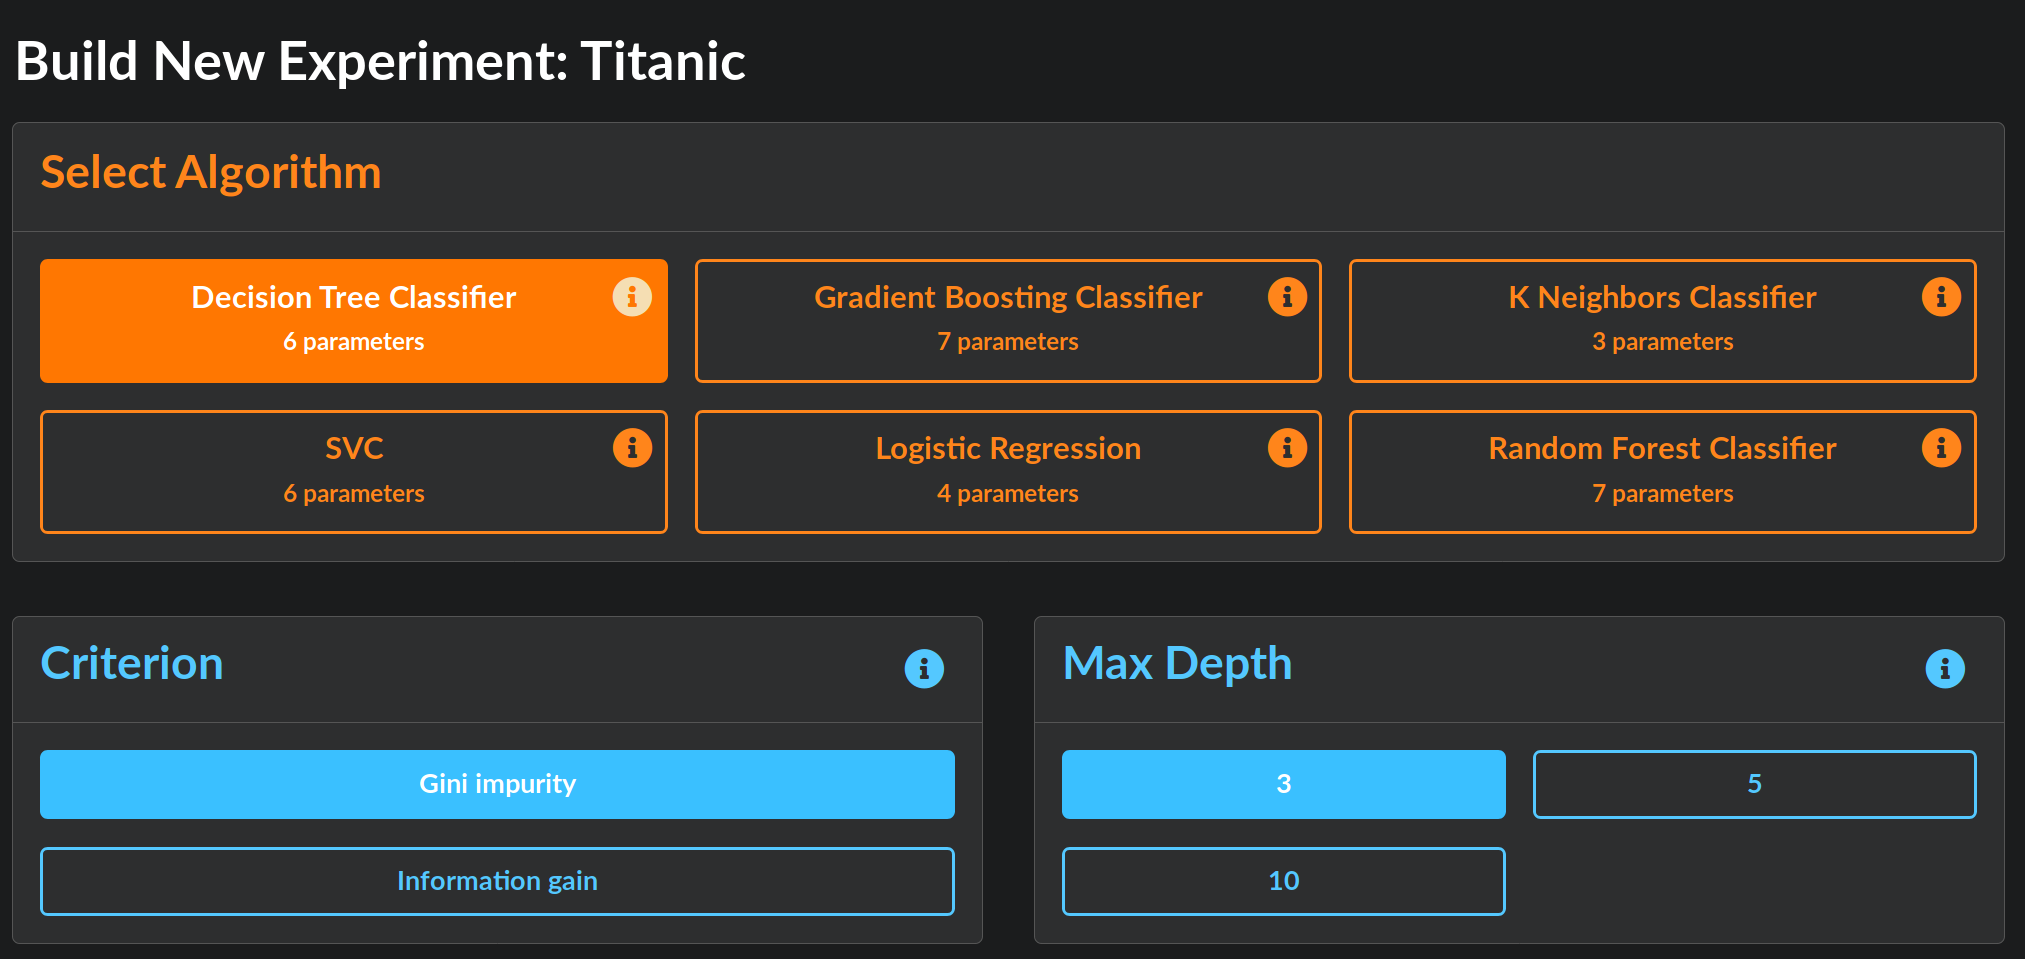 Build New Experiment: Titanic
Select Algorithm
Decision Tree Classifier
6 parameters
Gradient Boosting Classifier
7 parameters
K Neighbors Classifier
3 parameters
SVC
6 parameters
Logistic Regression
4 parameters
Random Forest Classifier
7 parameters
Criterion
Gini impurity
Information gain
Max Depth
3
5
10